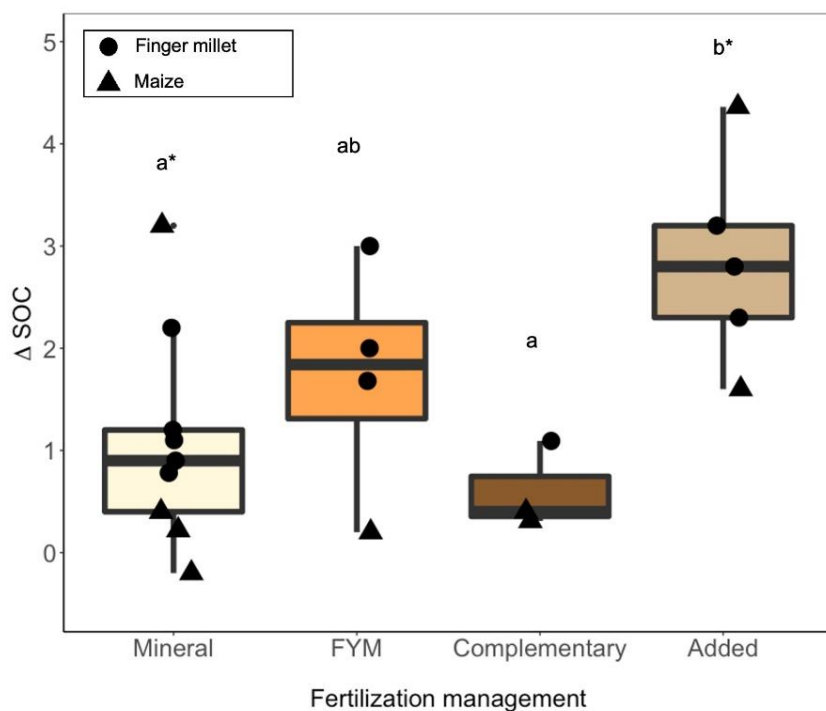 5
Finger millet
Maize
b*
4
a*
ab
3
Δ SOC
2
a
1
0
Mineral FYM Complementary Added
Fertilization management